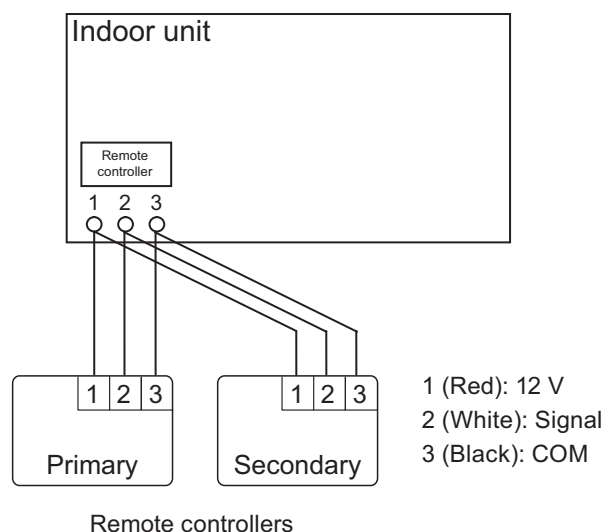 Indoor unit
Remote
controller
1 2 3
1 2 3
1 2 3
Primary
Secondary
1 (Red): 12 V
2 (White): Signal
3 (Black): COM
Remote controllers